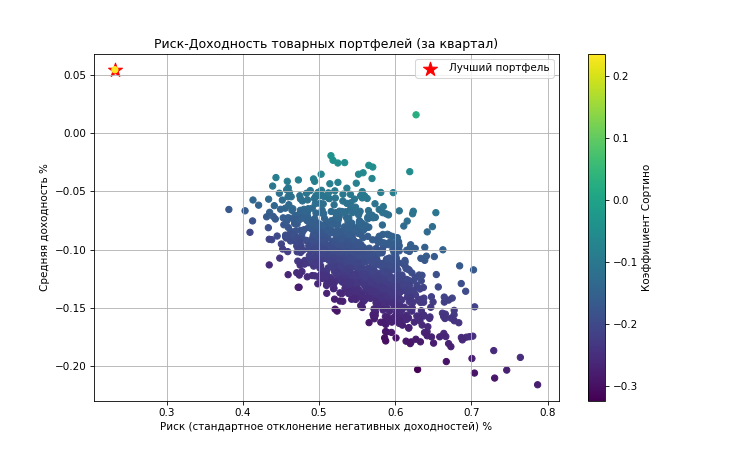 Риск-Доходность товарных портфелей (за квартал)
Лучший портфель
Средняя доходность %
0.05
0.00
−0.05
−0.10
−0.15
−0.20
0.3 0.4 0.5 0.6 0.7 0.8
Риск (стандартное отклонение негативных доходностей) %
0.2
0.1
0.0
−0.1
−0.2
−0.3
Коэффициент Сортино